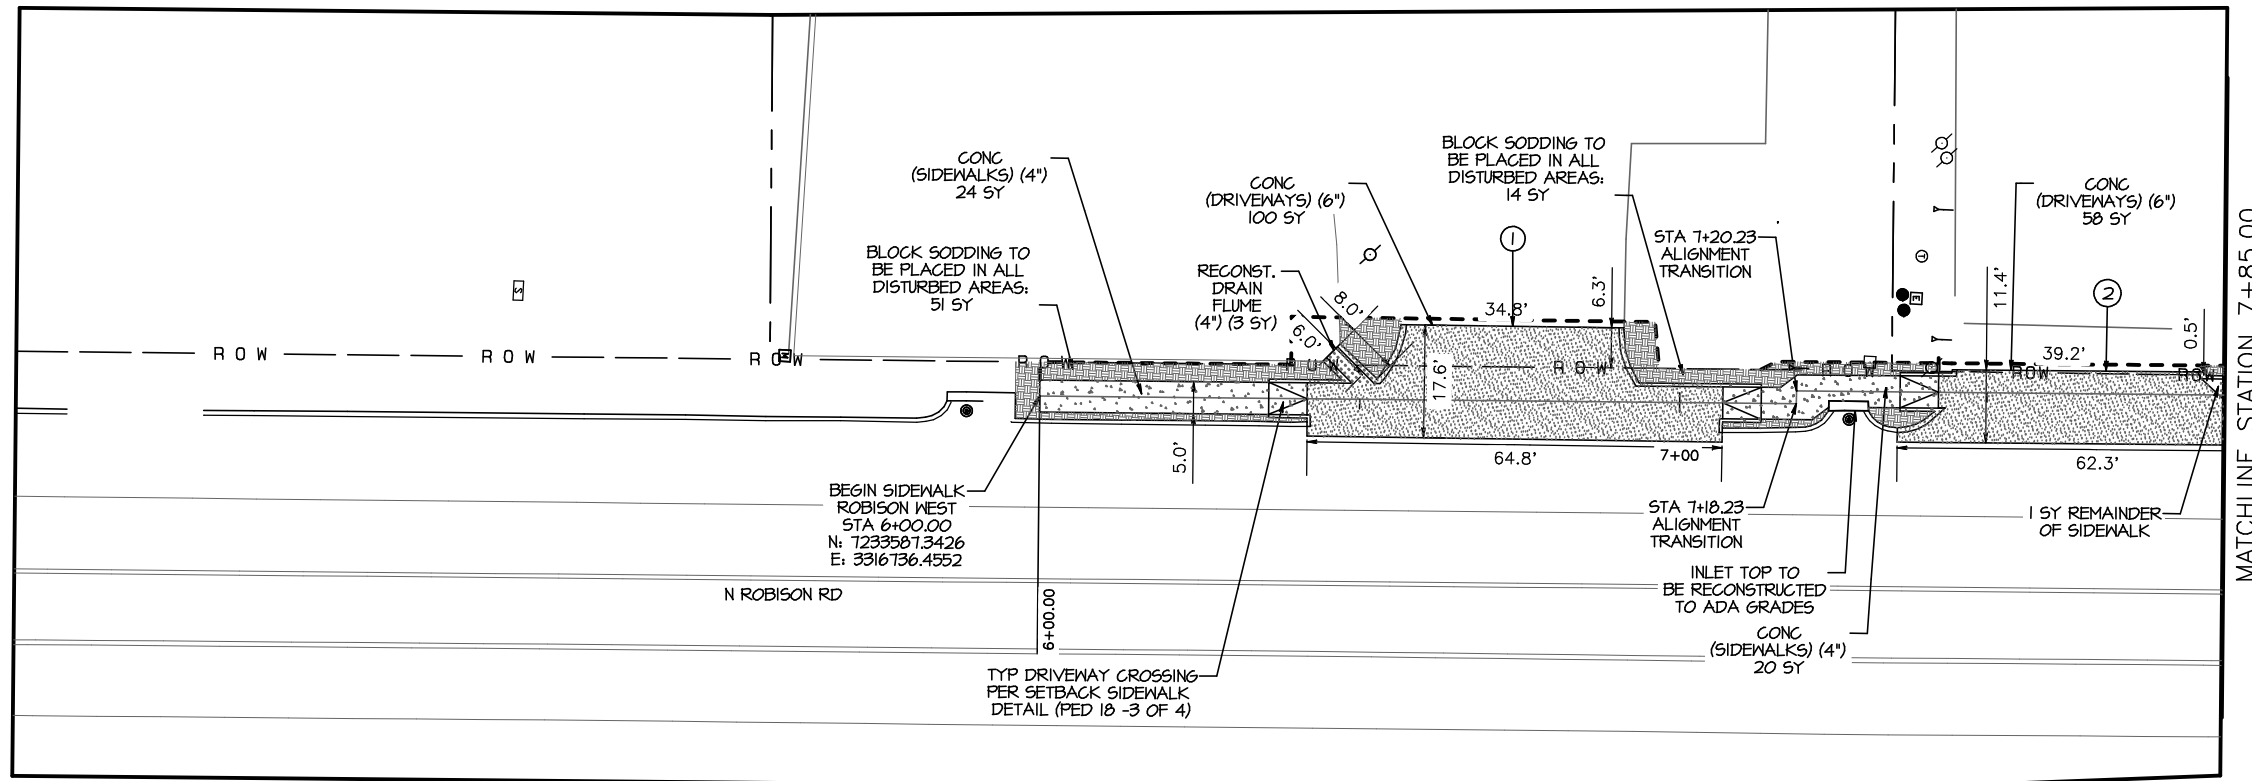 CONC
(SIDEWALKS) (4")
24 SY
BLOCK SODDING TO
BE PLACED IN ALL
DISTURBED AREAS:
51 SY
CONC
(DRIVEWAYS) (6")
100 SY
RECONST.
DRAIN
FLUME
(4") (3 SY)
BLOCK SODDING TO
BE PLACED IN ALL
DISTURBED AREAS:
14 SY
1
STA 7+20.23
ALIGNMENT
TRANSITION
CONC
(DRIVEWAYS) (6")
58 SY
2
S
T
E
8.0'
6.0'
34.8'
6.3'
17.6'
11.4'
39.2'
0.5'
ROW
ROW
ROW
ROW
ROW
ROW
ROW
ROW
ROW
5.0'
64.8'
7+00
62.3'
BEGIN SIDEWALK
ROBISON WEST
STA 6+00.00
N: 7233587.3426
E: 3316736.4552
STA 7+18.23
ALIGNMENT
TRANSITION
1 SY REMAINDER
OF SIDEWALK
INLET TOP TO
BE RECONSTRUCTED
TO ADA GRADES
N ROBISON RD
6+00.00
CONC
(SIDEWALKS) (4")
20 SY
TYP DRIVEWAY CROSSING
PER SETBACK SIDEWALK
DETAIL (PED 18 -3 OF 4)
MATCHLINE STATION 7+85.00